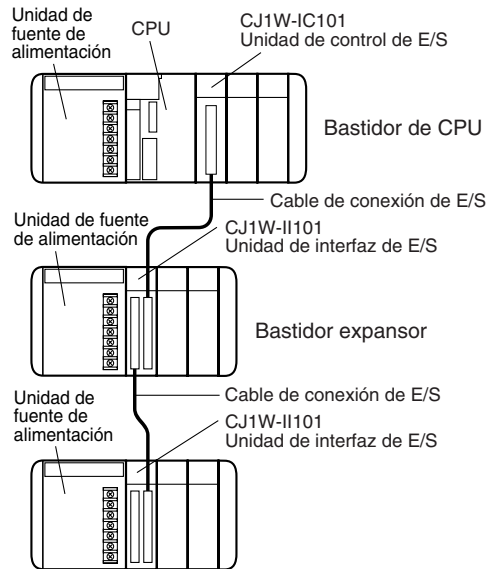 Unidad de
fuente de
alimentación
CPU
CJ1W-IC101
Unidad de control de E/S
Bastidor de CPU
Cable de conexión de E/S
Unidad de fuente
de alimentación
CJ1W-II101
Unidad de interfaz de E/S
Bastidor expansor
Cable de conexión de E/S
Unidad de
fuente de
alimentación
CJ1W-II101
Unidad de interfaz de E/S